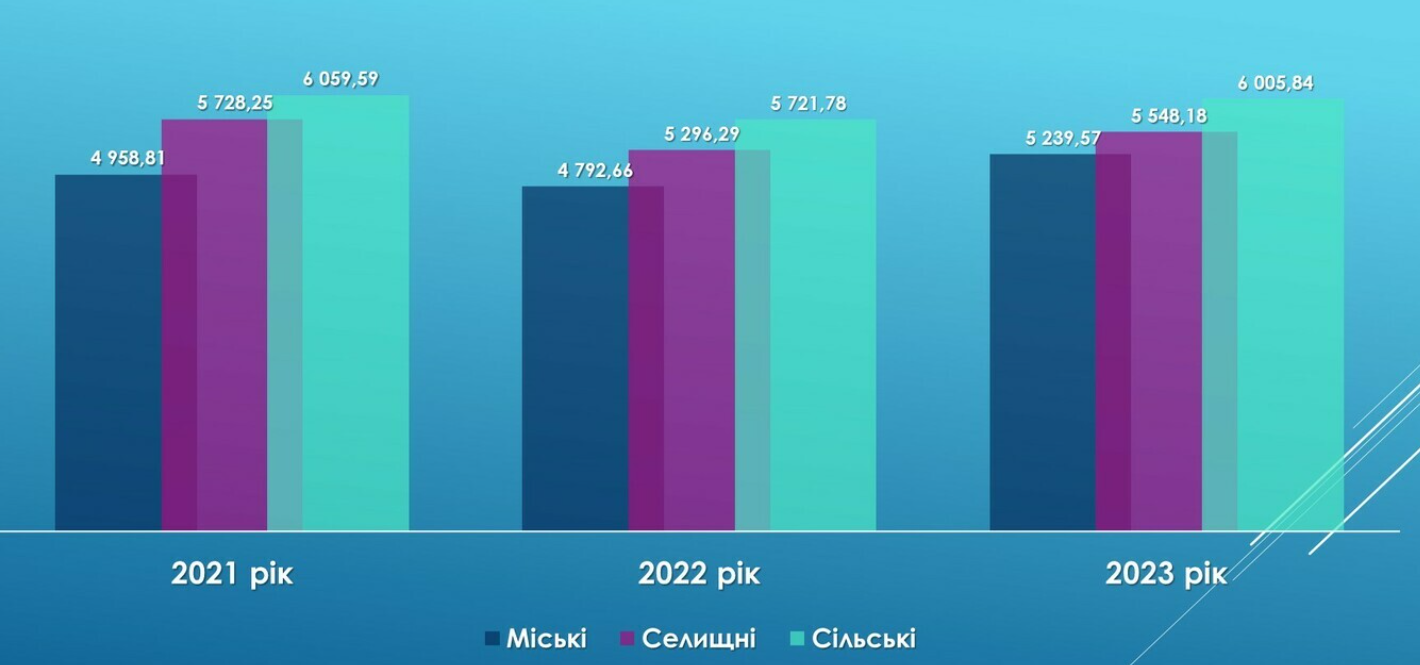 6 059,59
5 728,25
4 958,81
5 721,78
5 296,29
4 792,66
6 005,84
5 548,18
5 239,57
2021 рік
2022 рік
2023 рік
Міські
Селищні
Сільські